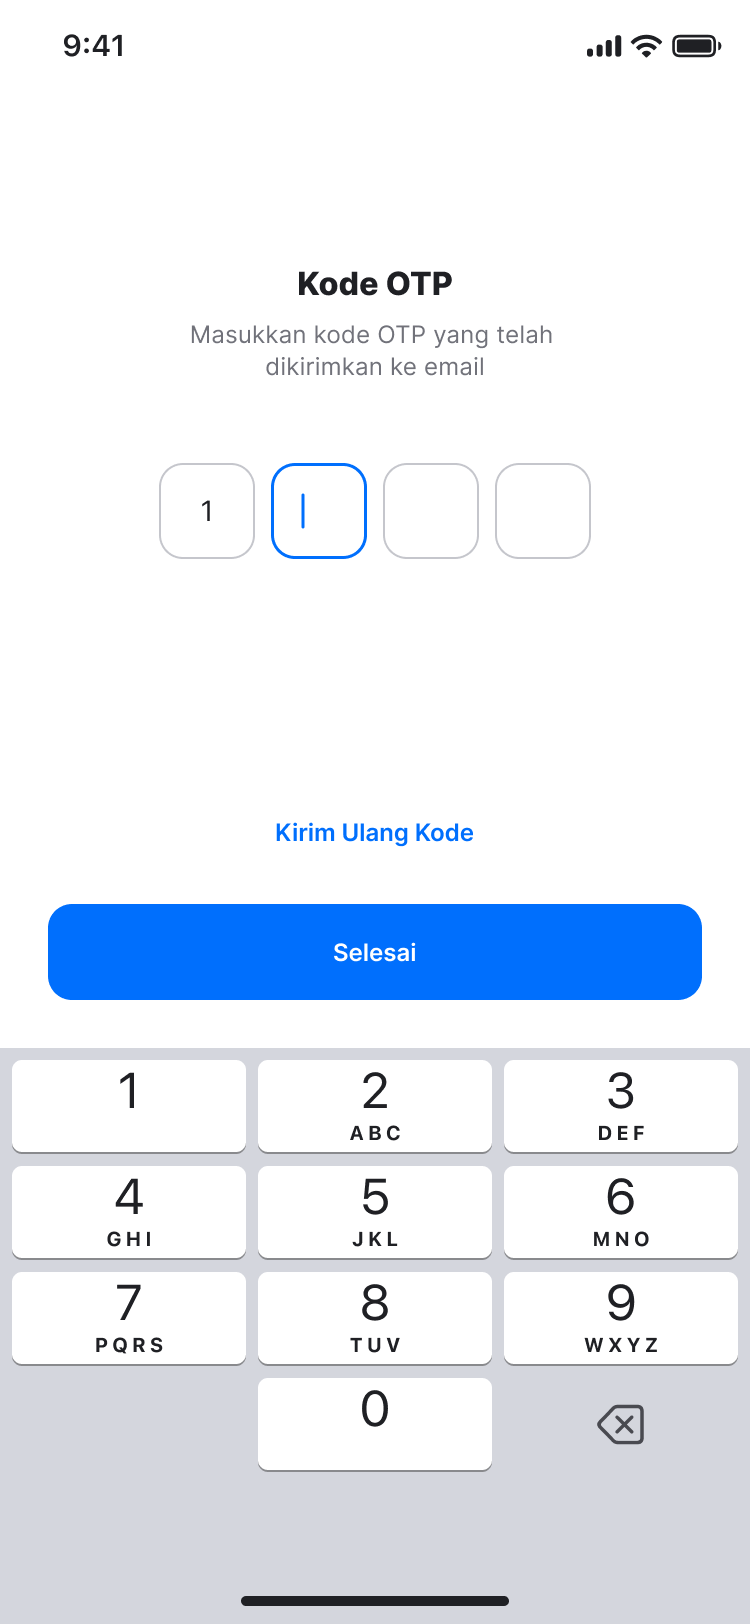 9:41
Kode OTP
Masukkan kode OTP yang telah
dikirimkan ke email
1
Kirim Ulang Kode
Selesai
1 2 3
ABC DEF
4 5 6
GHI JKL MNO
7 8 9
PQRS TUV WXYZ
0